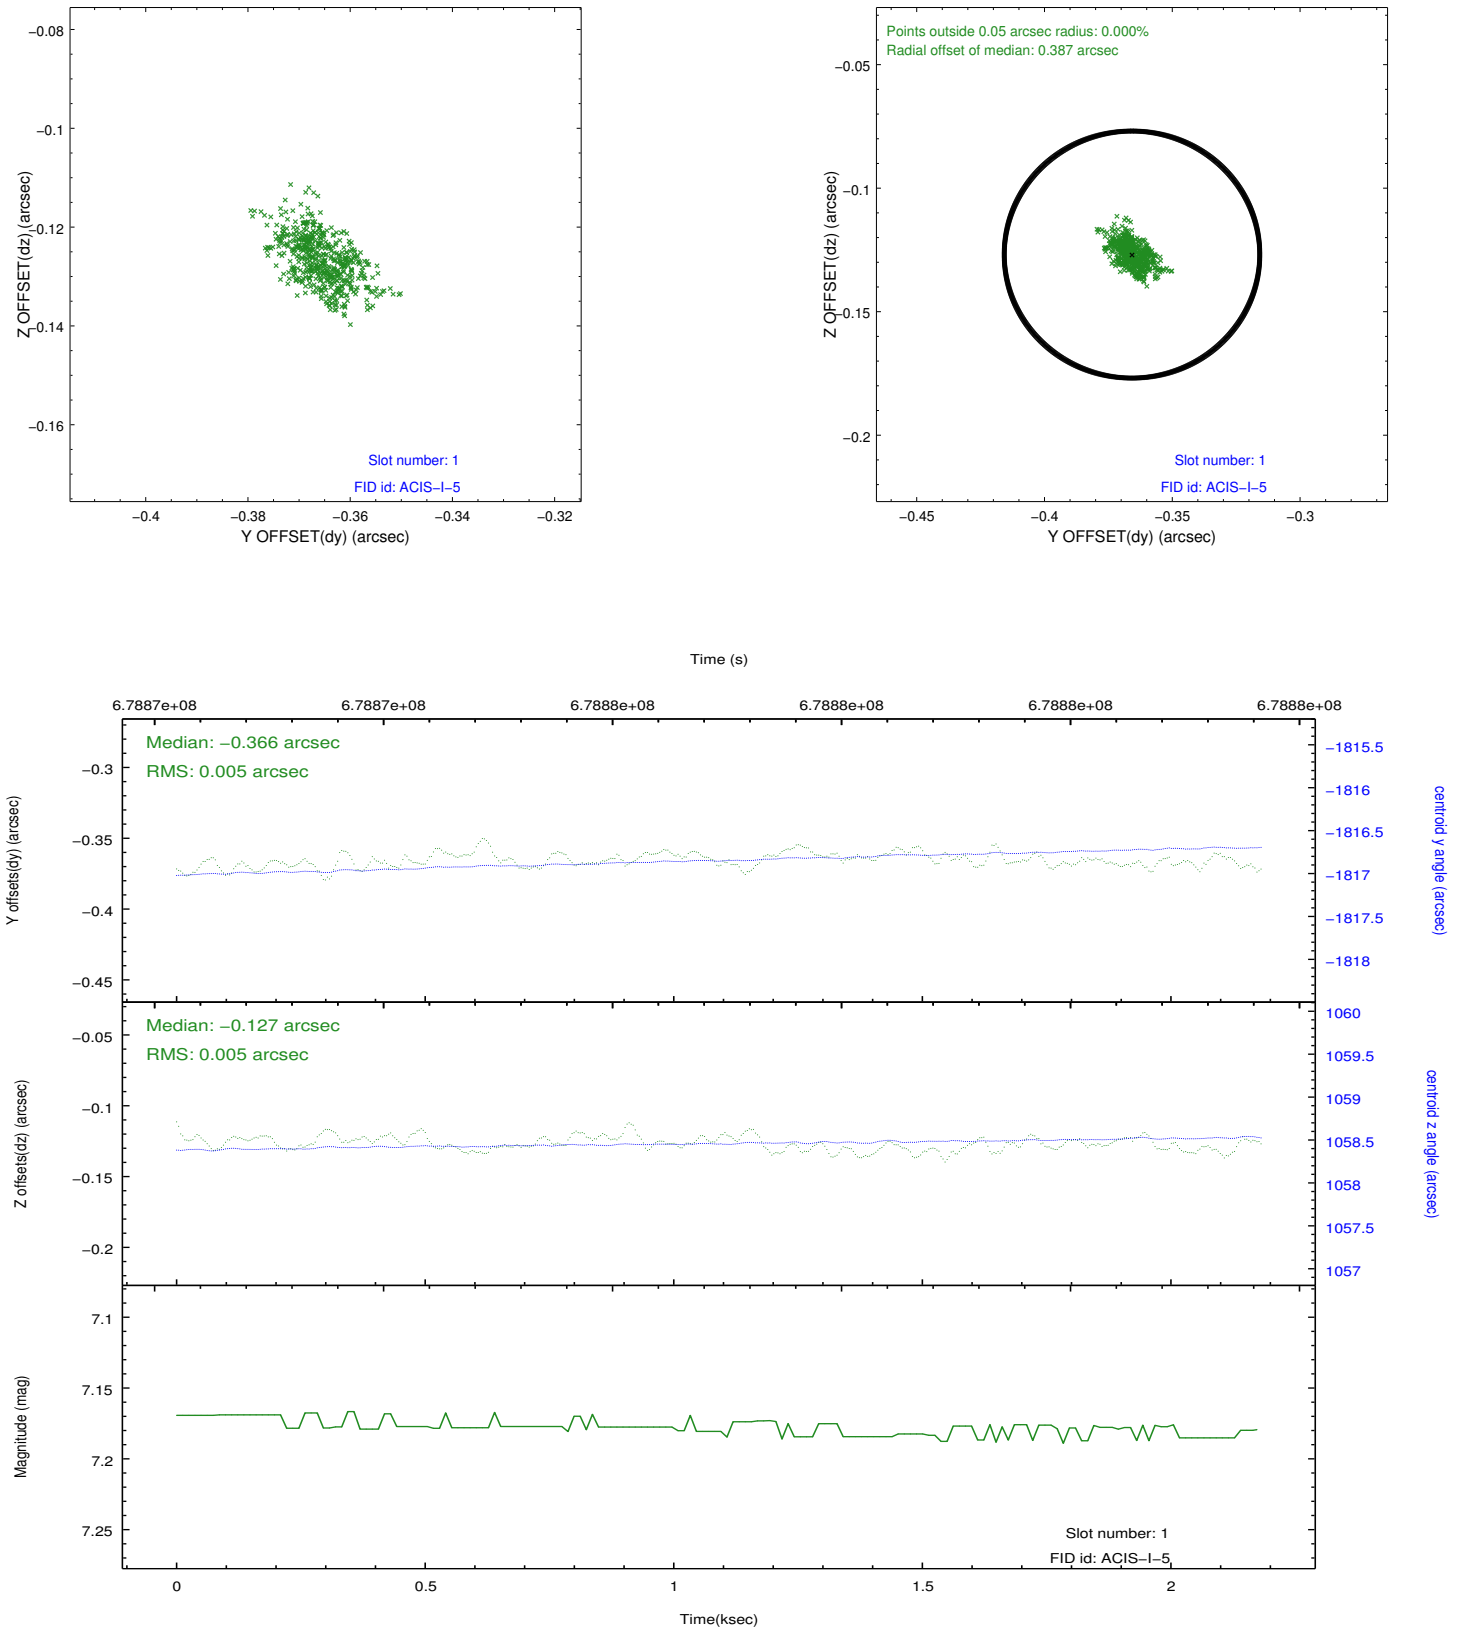 −0.08
−0.1
−0.12
−0.14
−0.16
Z OFFSET(dz) (arcsec)
Slot number: 1
FID id: ACIS−I−5
−0.4
−0.38
−0.36
−0.34
−0.32
Y OFFSET(dy) (arcsec)
Points outside 0.05 arcsec radius: 0.000%
Radial offset of median: 0.387 arcsec
−0.05
−0.1
−0.15
−0.2
Z OFFSET(dz) (arcsec)
Slot number: 1
FID id: ACIS−I−5
−0.45
−0.4
−0.35
−0.3
Y OFFSET(dy) (arcsec)
Time (s)
6.7887e+08
6.7887e+08
6.7888e+08
6.7888e+08
6.7888e+08
6.7888e+08
Median: −0.366 arcsec
RMS: 0.005 arcsec
−0.3
−0.35
−0.4
−0.45
Y offsets(dy) (arcsec)
−1815.5
−1816
−1816.5
−1817
−1817.5
−1818
centroid y angle (arcsec)
Median: −0.127 arcsec
RMS: 0.005 arcsec
−0.05
−0.1
−0.15
−0.2
Z offsets(dz) (arcsec)
1060
1059.5
1059
1058.5
1058
1057.5
1057
centroid z angle (arcsec)
7.1
7.15
7.2
7.25
Magnitude (mag)
Slot number: 1
FID id: ACIS−I−5
0
0.5
1
1.5
2
Time(ksec)